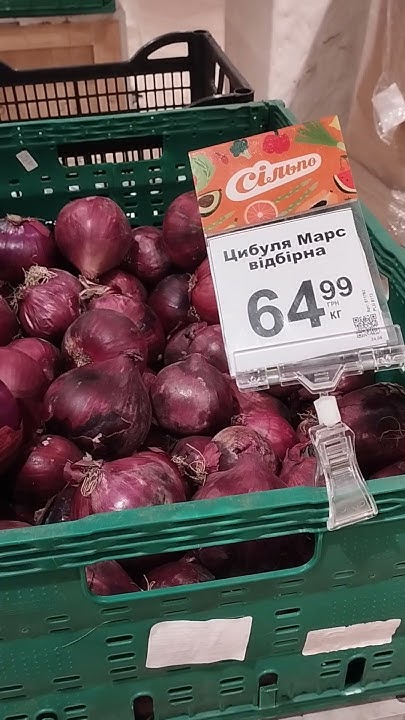 Сільпо
Цибуля Марс
відбірна
64 99
ГРН
КГ